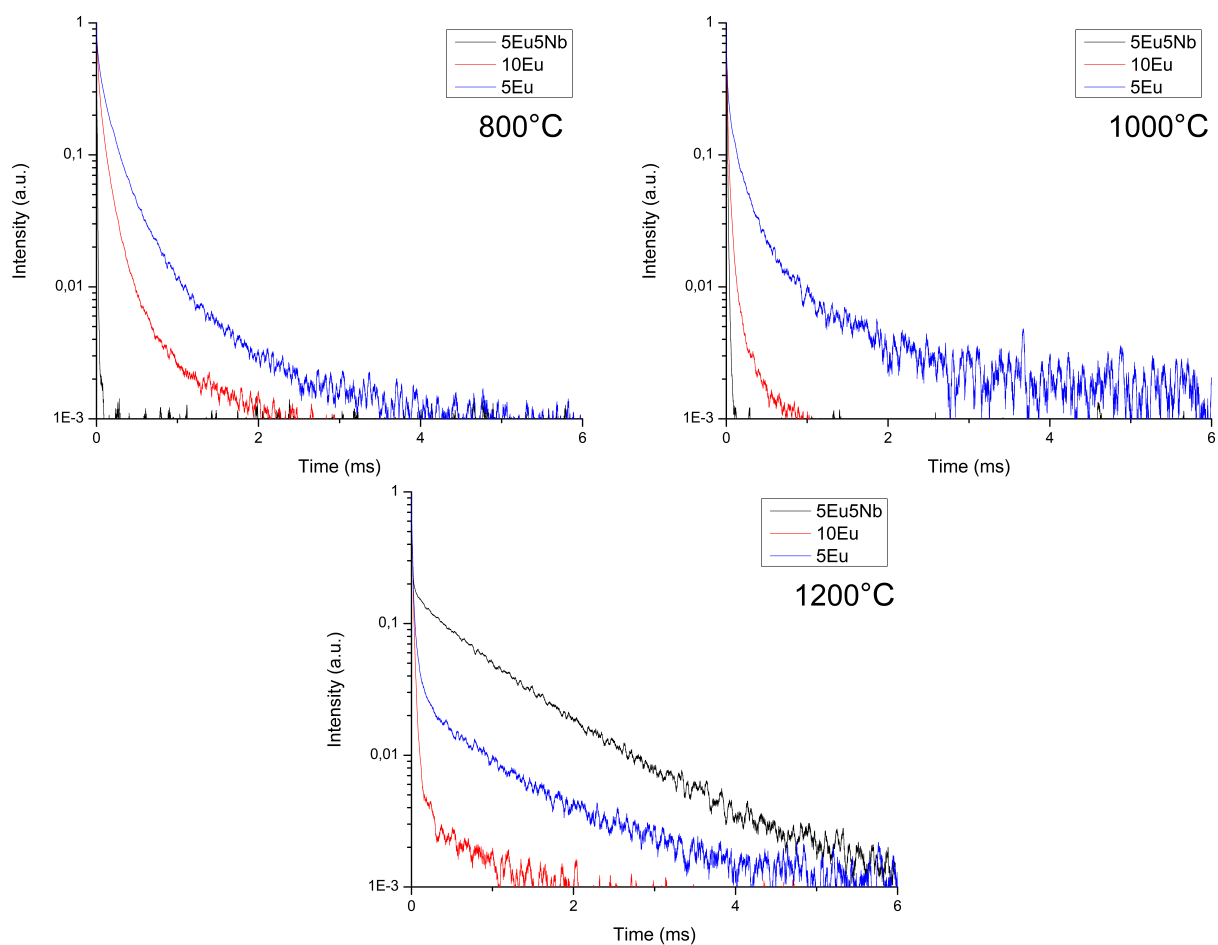 1
5Eu5Nb
10Eu
5Eu
800°C
0,1
Intensity (a.u.)
0,01
1E-3
0 2 4 6
Time (ms)
1
5Eu5Nb
10Eu
5Eu
1000°C
0,1
Intensity (a.u.)
0,01
1E-3
0 2 4 6
Time (ms)
1
5Eu5Nb
10Eu
5Eu
1200°C
0,1
Intensity (a.u.)
0,01
1E-3
0 2 4 6
Time (ms)